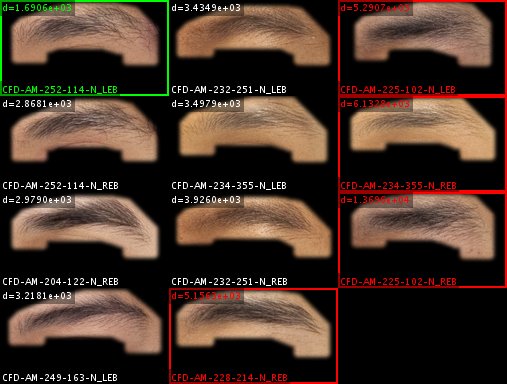 d=1.6906e+03
CFD-AM-252-114-N_LEB
d=3.4349e+03
CFD-AM-232-251-N_LEB
CFD-AM-225-102-N_LEB
d=2.8681e+03
CFD-AM-252-114-N_REB
d=3.4979e+03
CFD-AM-234-355-N_LEB
d=6.1328e+03
CFD-AM-234-355-N_REB
d=2.9790e+03
CFD-AM-204-122-N_REB
d=3.9260e+03
CFD-AM-232-251-N_REB
CFD-AM-225-102-N_REB
d=3.2181e+03
CFD-AM-249-163-N_LEB
CFD-AM-228-214-N_REB